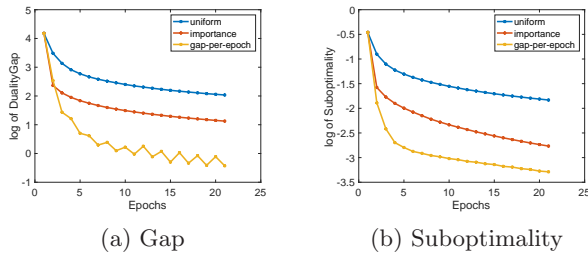 5
4
3
2
1
0
-1
0
5
10
15
20
25
Epochs
log of DualityGap
uniform
importance
gap-per-epoch
(a) Gap
0
-0.5
-1
-1.5
-2
-2.5
-3
-3.5
0
5
10
15
20
25
Epochs
log of Suboptimality
uniform
importance
gap-per-epoch
(b) Suboptimality